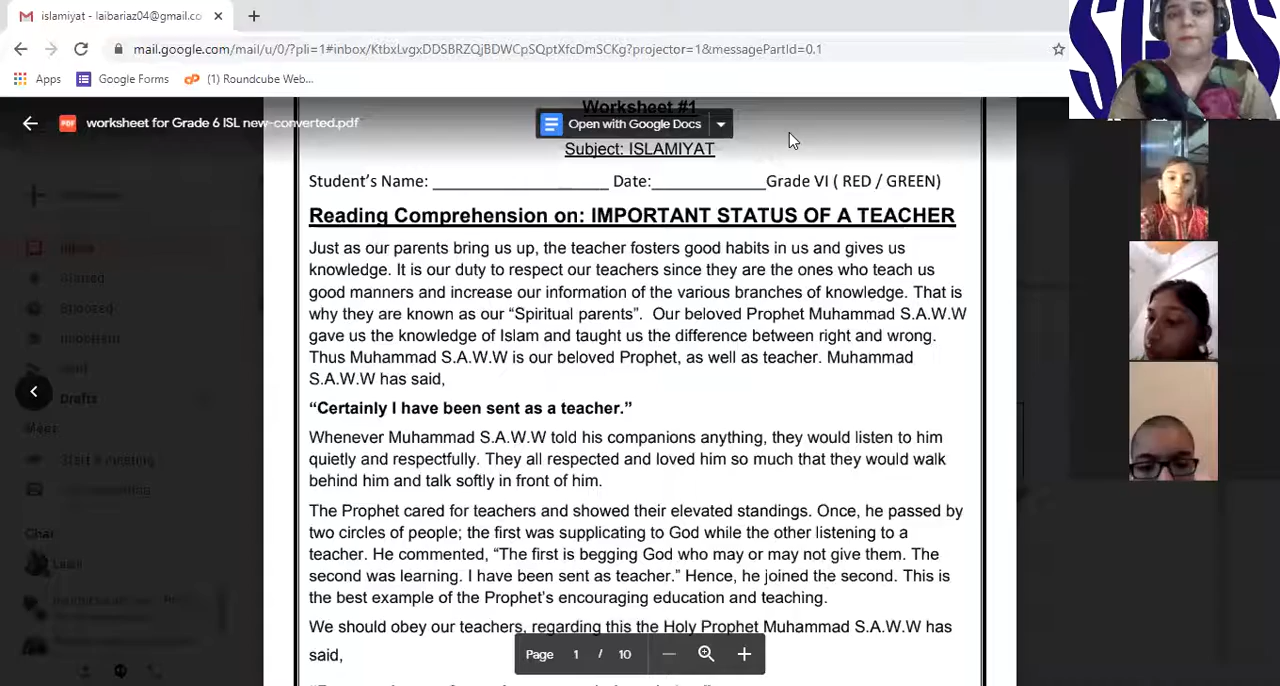 islamiyat - laibariaz04@gmail.co
mail.google.com/mail/u/0/?pli=1#inbox/KtbxLvgxDDSBRZQjBDWCpSQptXfcDmSCKg?projector=1&messagePartId=0.1
Apps Google Forms (1) Roundcube Web...
worksheet for Grade 6 ISL new-converted.pdf
Worksheet #1
Open with Google Docs
Subject: ISLAMIYAT
Student's Name: ____________________ Date:_____________Grade VI ( RED / GREEN)
Reading Comprehension on: IMPORTANT STATUS OF A TEACHER
Just as our parents bring us up, the teacher fosters good habits in us and gives us
knowledge. It is our duty to respect our teachers since they are the ones who teach us
good manners and increase our information of the various branches of knowledge. That is
why they are known as our “Spiritual parents”. Our beloved Prophet Muhammad S.A.W.W
gave us the knowledge of Islam and taught us the difference between right and wrong.
Thus Muhammad S.A.W.W is our beloved Prophet, as well as teacher. Muhammad
S.A.W.W has said,
“Certainly I have been sent as a teacher.”
Whenever Muhammad S.A.W.W told his companions anything, they would listen to him
quietly and respectfully. They all respected and loved him so much that they would walk
behind him and talk softly in front of him.
The Prophet cared for teachers and showed their elevated standings. Once, he passed by
two circles of people; the first was supplicating to God while the other listening to a
teacher. He commented, “The first is begging God who may or may not give them. The
second was learning. I have been sent as teacher.” Hence, he joined the second. This is
the best example of the Prophet's encouraging education and teaching.
We should obey our teachers, regarding this the Holy Prophet Muhammad S.A.W.W has
said,
Page 1 / 10
Inbox
Starred
Snoozed
Sent
Drafts
Meet
Start a meeting
Chat